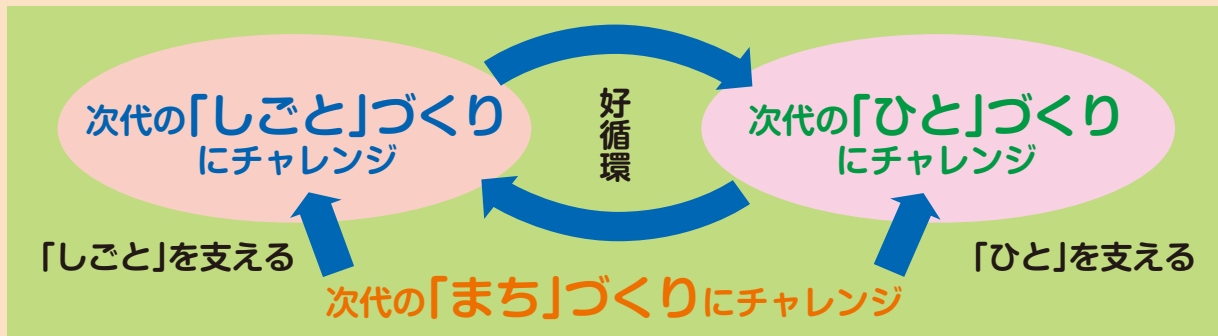 次代の「しごと」づくり
にチャレンジ
好循環
次代の「ひと」づくり
にチャレンジ
「しごと」を支える
「ひと」を支える
次代の「まち」づくりにチャレンジ